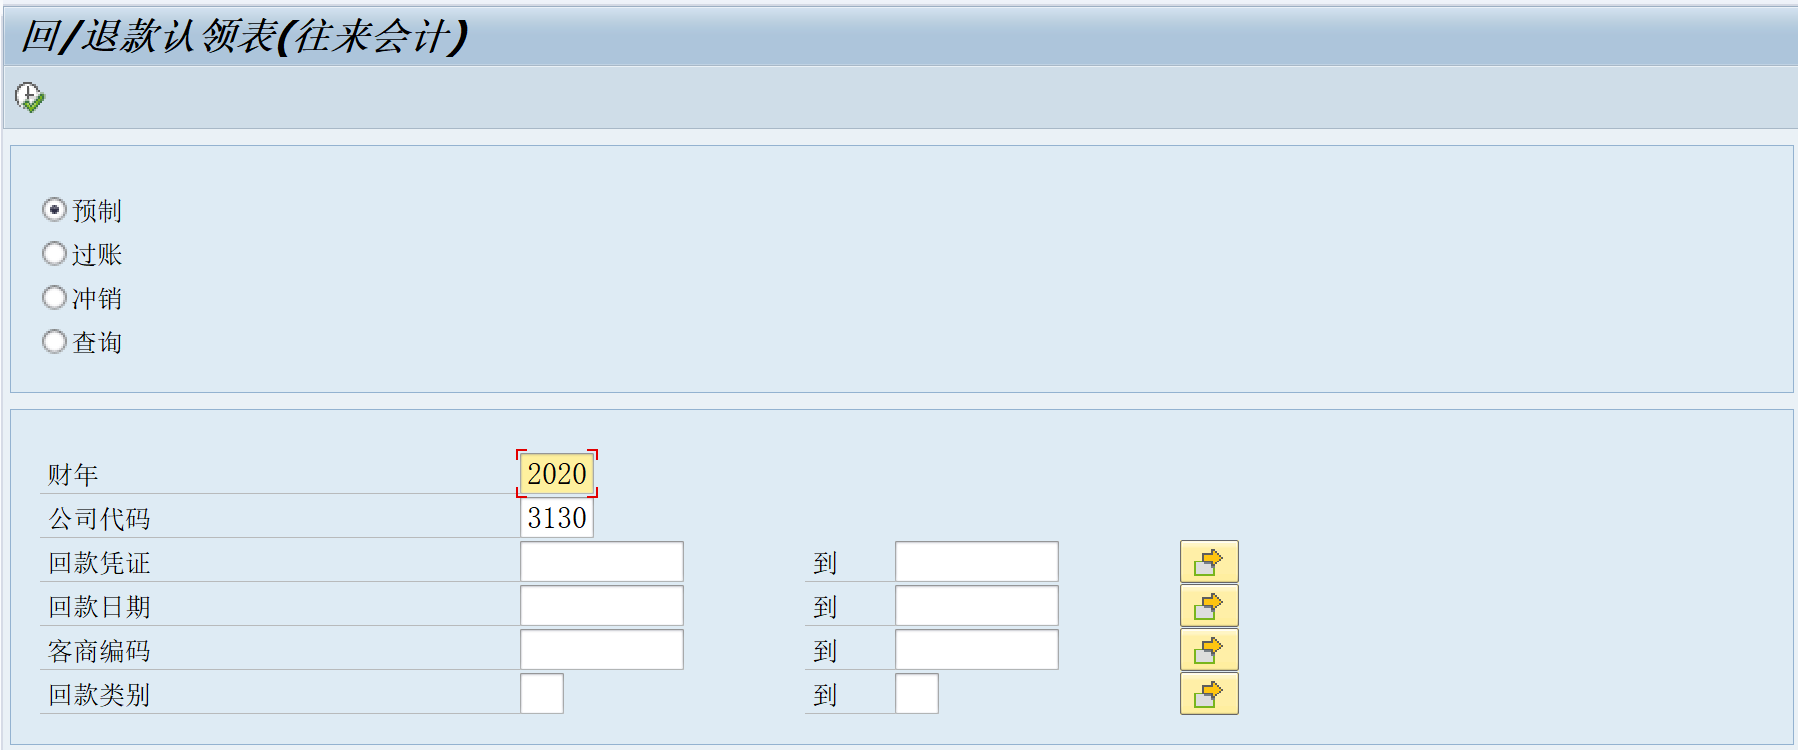 回/退款认领表(往来会计)
预制
过账
冲销
查询
财年 2020
公司代码 3130
回款凭证 到
回款日期 到
客商编码 到
回款类别 到